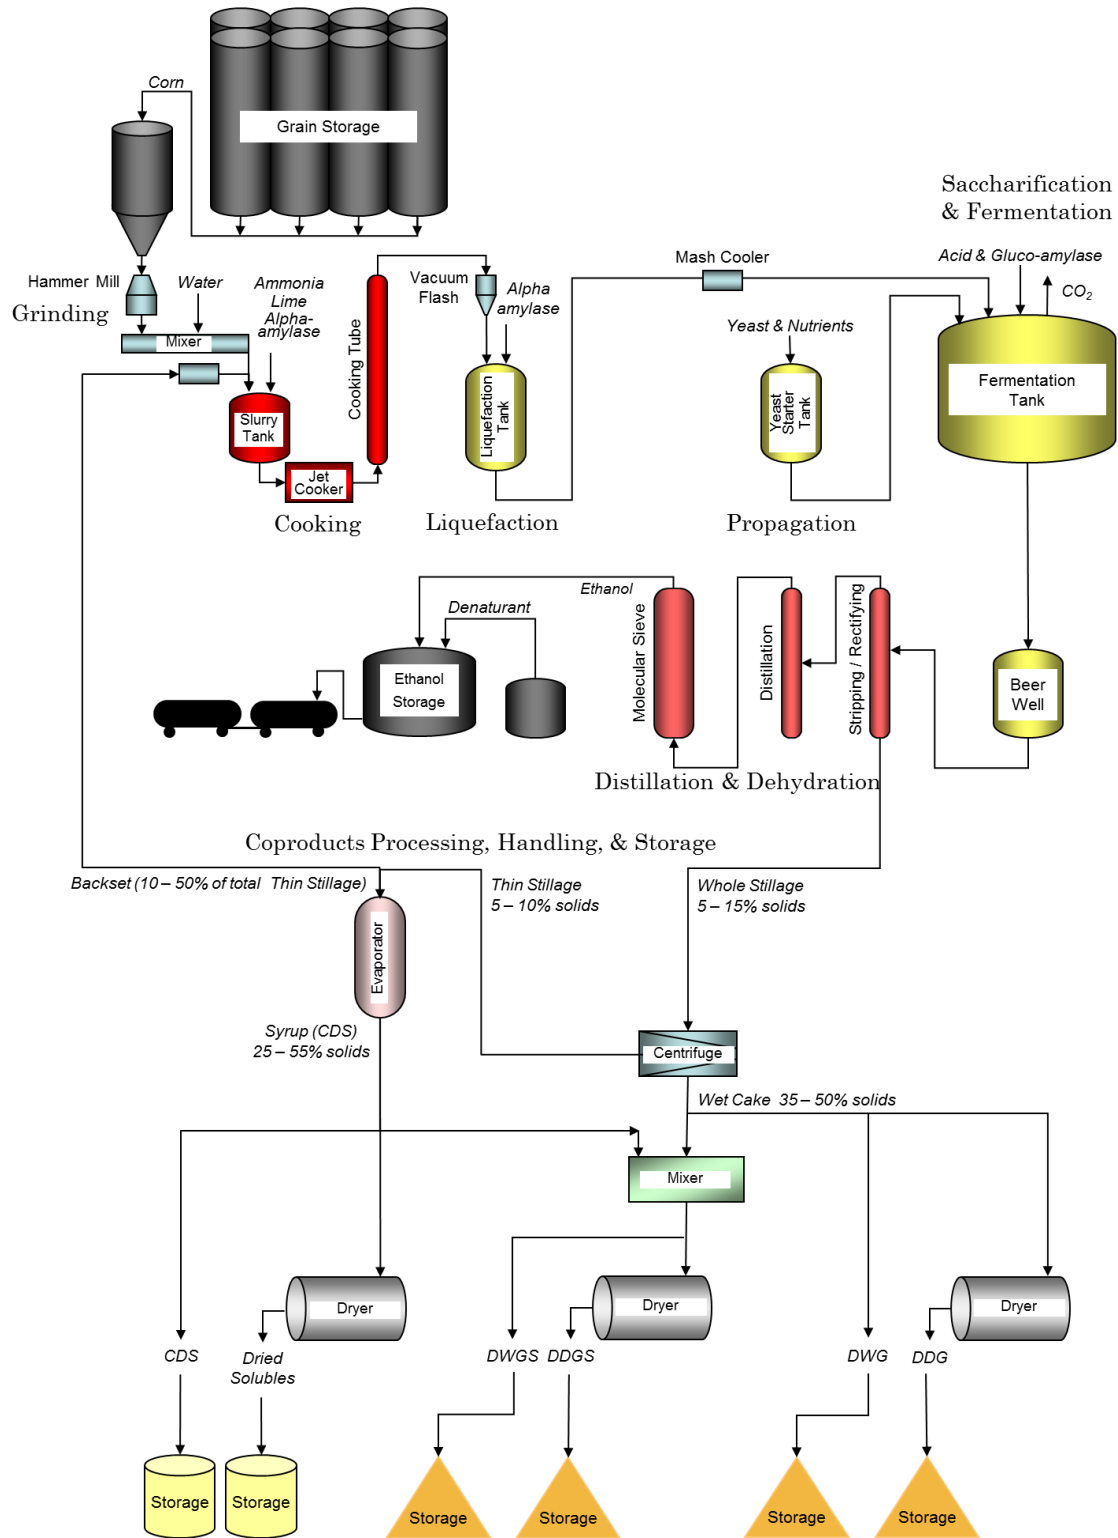 Corn
Grain Storage
Saccharification
& Fermentation
Hammer Mill
Grinding
Water
Ammonia
Lime
Alpha-
amylase
Mixer
Slurry
Tank
Jet
Cooker
Cooking Tube
Cooking
Vacuum
Flash
Alpha
amylase
Liquefaction
Tank
Liquefaction
Mash Cooler
Yeast & Nutrients
Yeast
Starter
Tank
Propagation
Acid & Gluco-amylase
CO2
Fermentation
Tank
Ethanol
Denaturant
Ethanol
Storage
Molecular Sieve
Distillation
Stripping / Rectifying
Beer
Well
Distillation & Dehydration
Coproducts Processing, Handling, & Storage
Backset (10 – 50% of total Thin Stillage)
Thin Stillage
5 – 10% solids
Whole Stillage
5 – 15% solids
Evaporator
Syrup (CDS)
25 – 55% solids
Centrifuge
Wet Cake 35 – 50% solids
Mixer
Dryer
Dryer
Dryer
CDS
Dried
Solubles
DWGS
DDGS
DWG
DDG
Storage
Storage
Storage
Storage
Storage
Storage